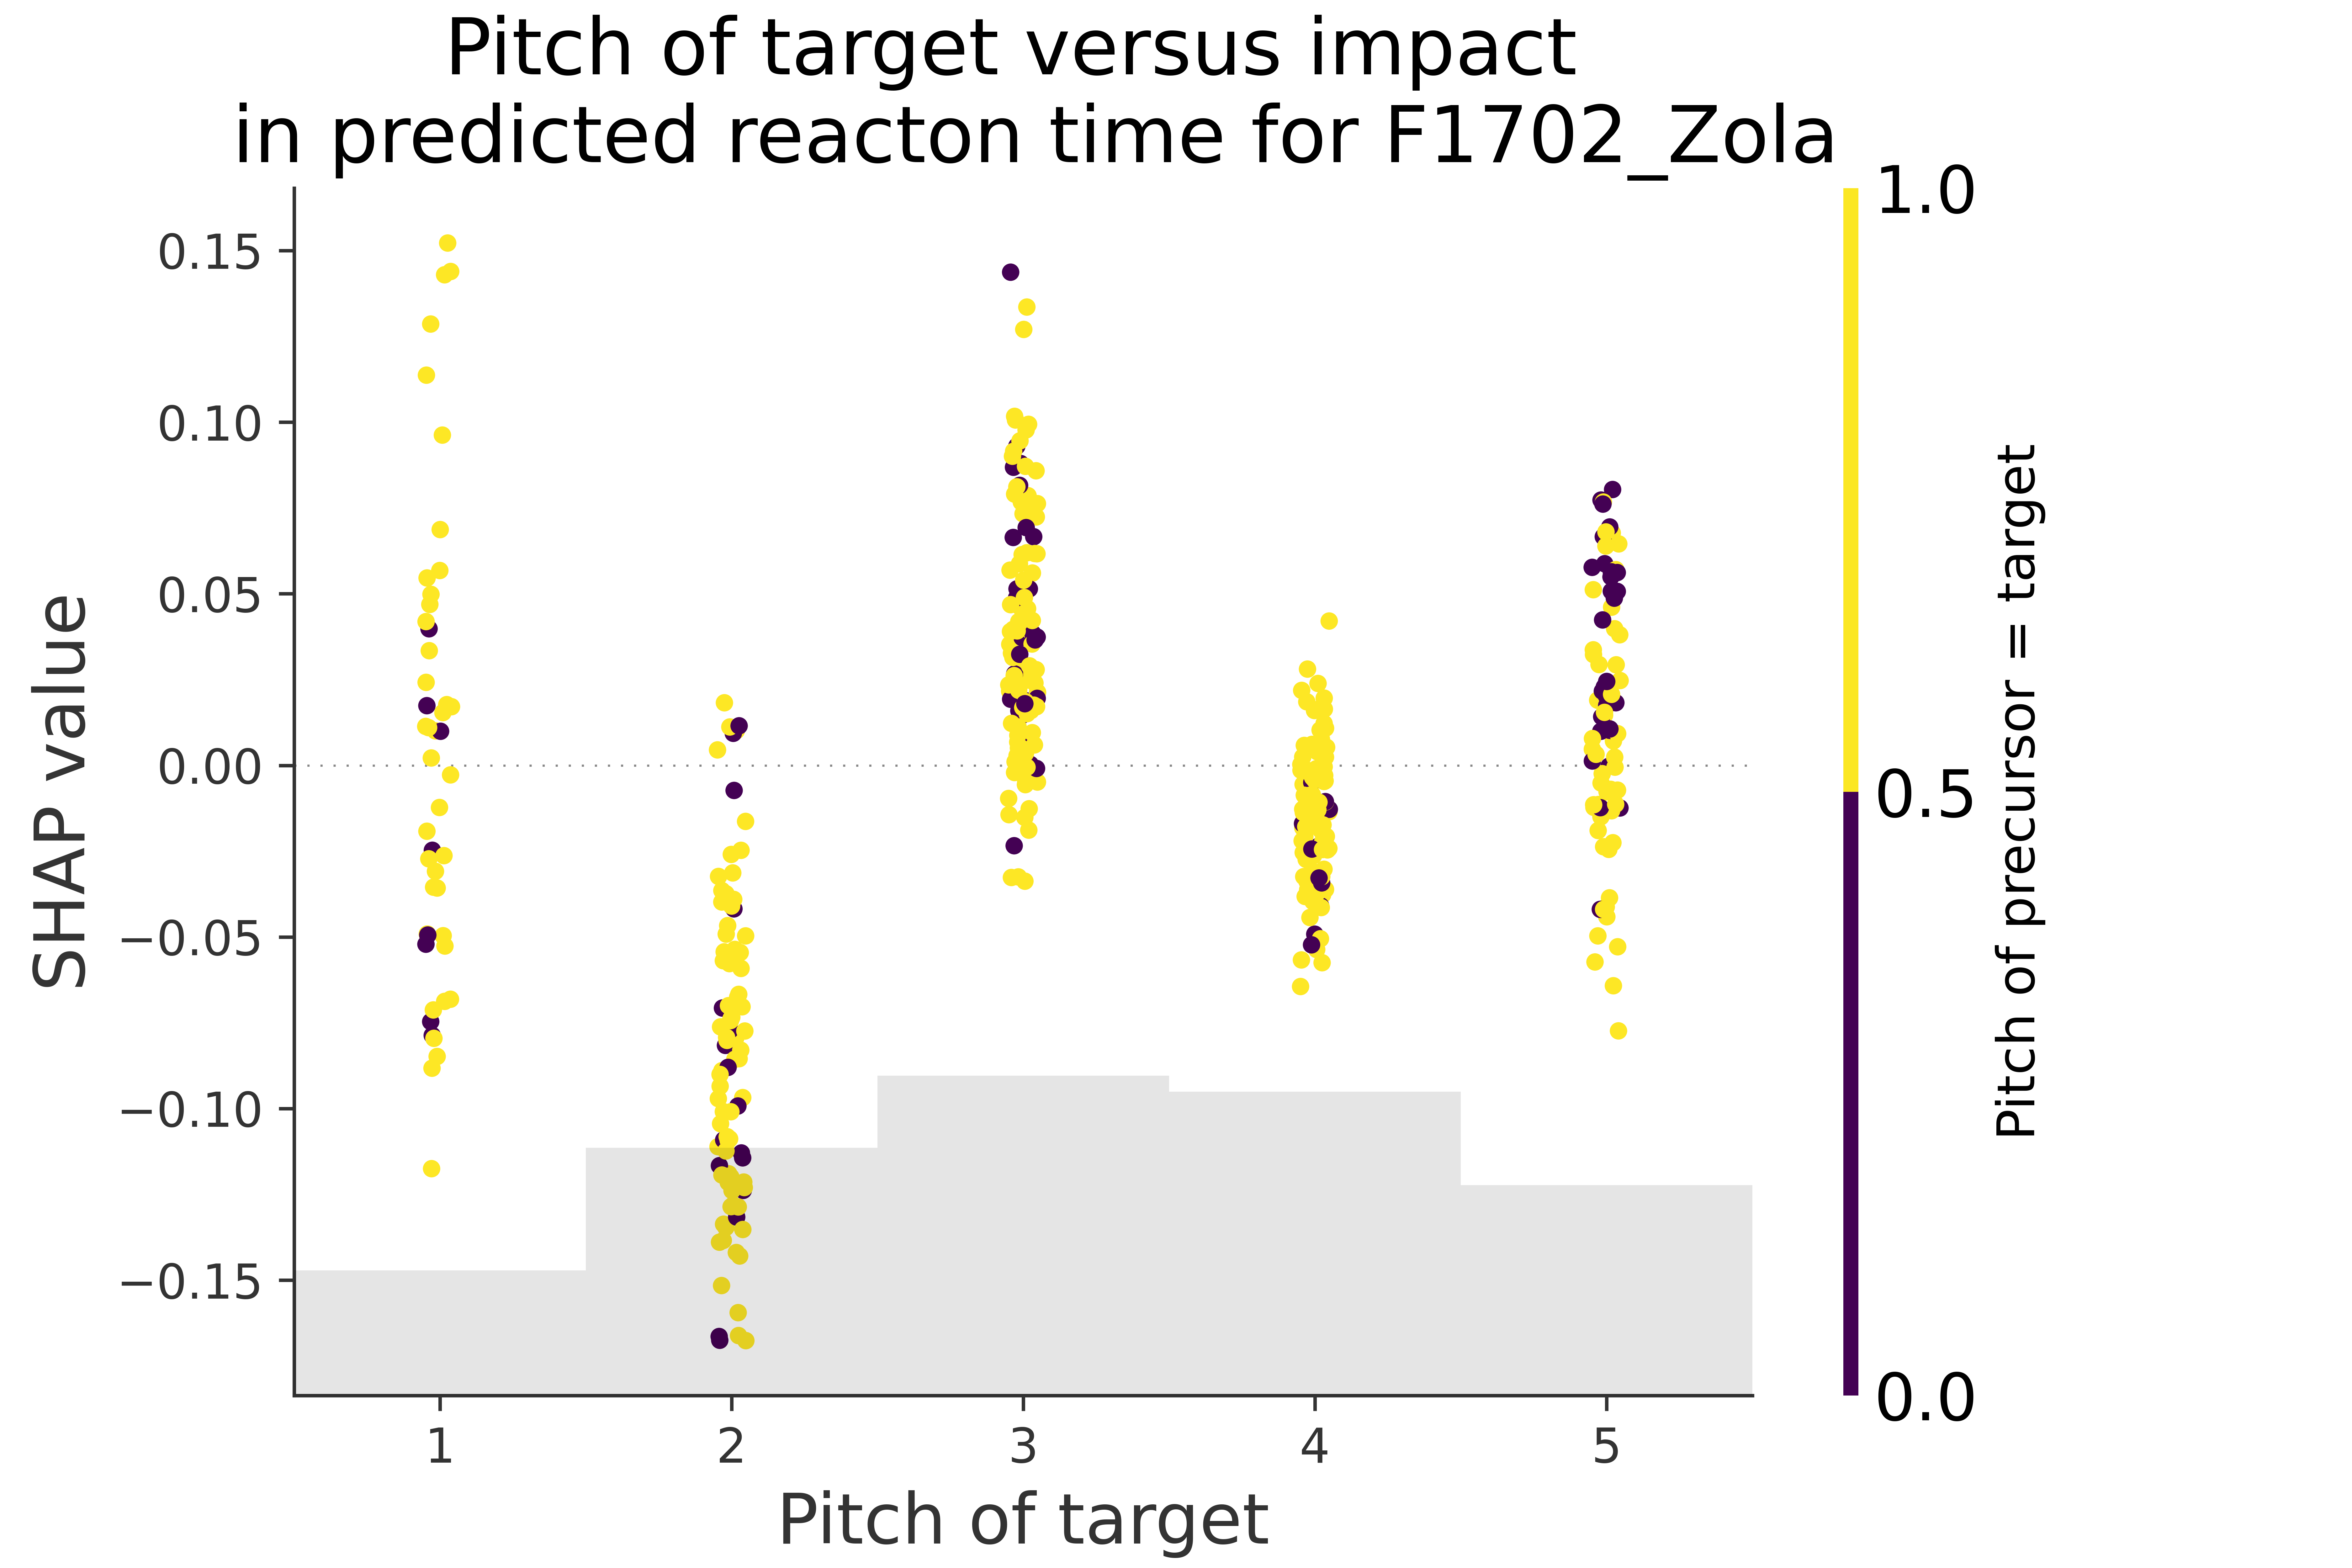 Pitch of target versus impact
in predicted reacton time for F1702_Zola
1.0
0.15
0.10
0.05
0.00
−0.05
−0.10
−0.15
SHAP value
0.5
0.0
Pitch of precursor = target
1 2 3 4 5
Pitch of target